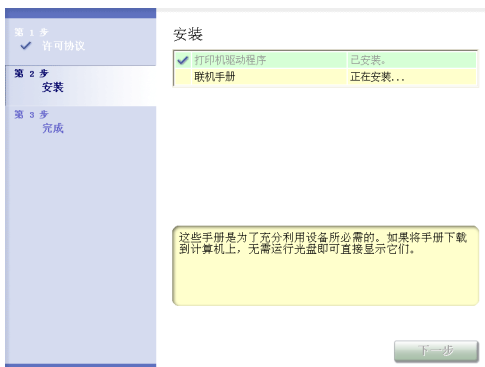 第 1 步
许可协议
第 2 步
安装
第 3 步
完成
安装
打印机驱动程序 已安装。
联机手册 正在安装...
这些手册是为了充分利用设备所必需的。如果将手册下载
到计算机上，无需运行光盘即可直接显示它们。
下一步